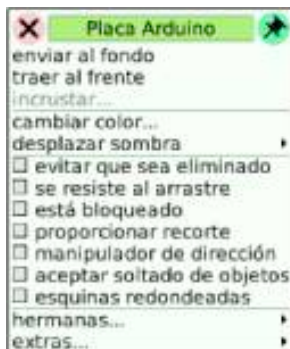 Placa Arduino
enviar al fondo
traer al frente
incrustar...
cambiar color...
desplazar sombra
evitar que sea eliminado
se resiste al arrastre
está bloqueado
proporcionar recorte
manipulador de dirección
aceptar soltado de objetos
esquinas redondeadas
hermanas...
extras...